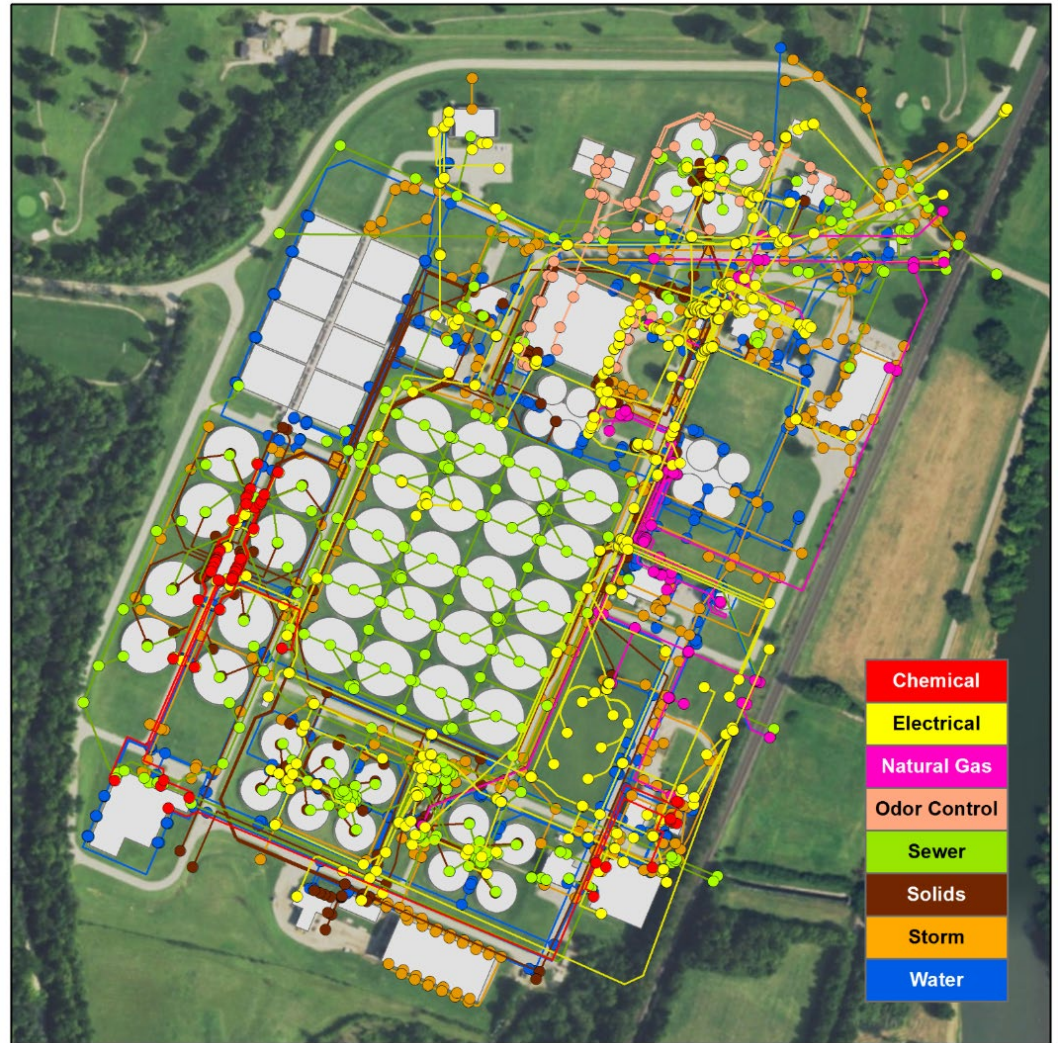 Chemical
Electrical
Natural Gas
Odor Control
Sewer
Solids
Storm
Water